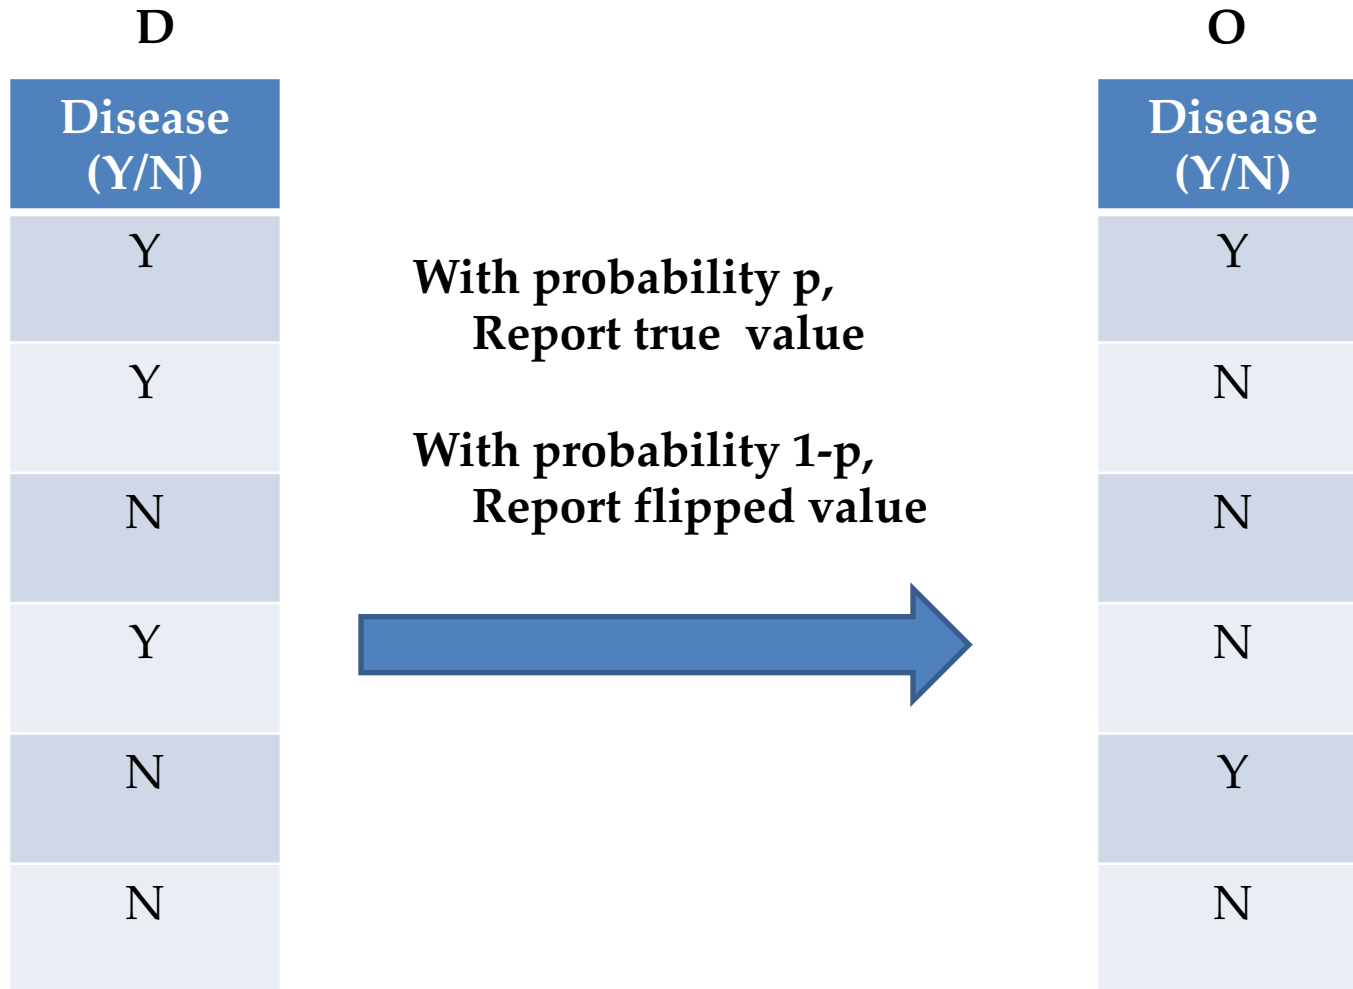 D
O
Disease
(Y/N)
Y
Y
N
Y
N
N
With probability p,
Report true value
With probability 1-p,
Report flipped value
Disease
(Y/N)
Y
N
N
N
Y
N